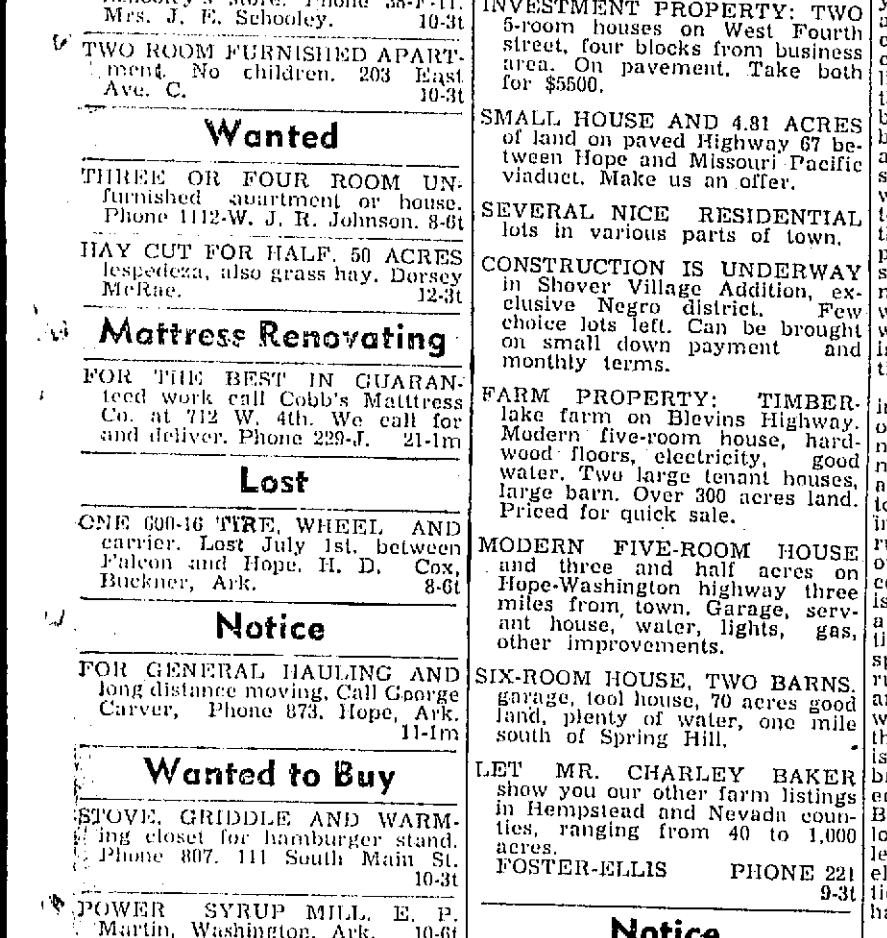 Mrs. J. E. Schooley. 10-3t
TWO ROOM FURNISHED APART-
ment. No children. 203 East
Ave. C. 10-3t
Wanted
THREE OR FOUR ROOM UN-
furnished apartment or house.
Phone 1112-W. J. R. Johnson. 8-6t
HAY CUT FOR HALF. 50 ACRES
lespedeza, also grass hay. Dorsey
McRae. 12-3t
Mattress Renovating
FOR THE BEST IN GUARAN-
teed work call Cobb's Matttress
Co. at 712 W. 4th. We call for
and deliver. Phone 229-J. 21-1m
Lost
ONE 600-16 TIRE, WHEEL AND
carrier. Lost July 1st. between
Falcon and Hope. H. D. Cox,
Buckner, Ark. 8-6t
Notice
FOR GENERAL HAULING AND
long distance moving, Call George
Carver, Phone 873. Hope, Ark.
11-1m
Wanted to Buy
STOVE, GRIDDLE AND WARM-
ing closet for hamburger stand.
Phone 807. 111 South Main St.
10-3t
POWER SYRUP MILL. E. P.
Martin, Washington, Ark. 10-6t
INVESTMENT PROPERTY: TWO
5-room houses on West Fourth
street, four blocks from business
area. On pavement. Take both
for $5500.
SMALL HOUSE AND 4.81 ACRES
of land on paved Highway 67 be-
tween Hope and Missouri Pacific
viaduct. Make us an offer.
SEVERAL NICE RESIDENTIAL
lots in various parts of town.
CONSTRUCTION IS UNDERWAY
in Shover Village Addition, ex-
clusive Negro district. Few
choice lots left. Can be brought
on small down payment and
monthly terms.
FARM PROPERTY: TIMBER-
lake farm on Blevins Highway.
Modern five-room house, hard-
wood floors, electricity, good
water. Two large tenant houses,
large barn. Over 300 acres land.
Priced for quick sale.
MODERN FIVE-ROOM HOUSE
and three and half acres on
Hope-Washington highway three
miles from town. Garage, serv-
ant house, water, lights, gas,
other improvements.
SIX-ROOM HOUSE, TWO BARNS.
garage, tool house, 70 acres good
land, plenty of water, one mile
south of Spring Hill.
LET MR. CHARLEY BAKER
show you our other farm listings
in Hempstead and Nevada coun-
ties, ranging from 40 to 1,000
acres.
FOSTER-ELLIS PHONE 221
9-3t
Notice